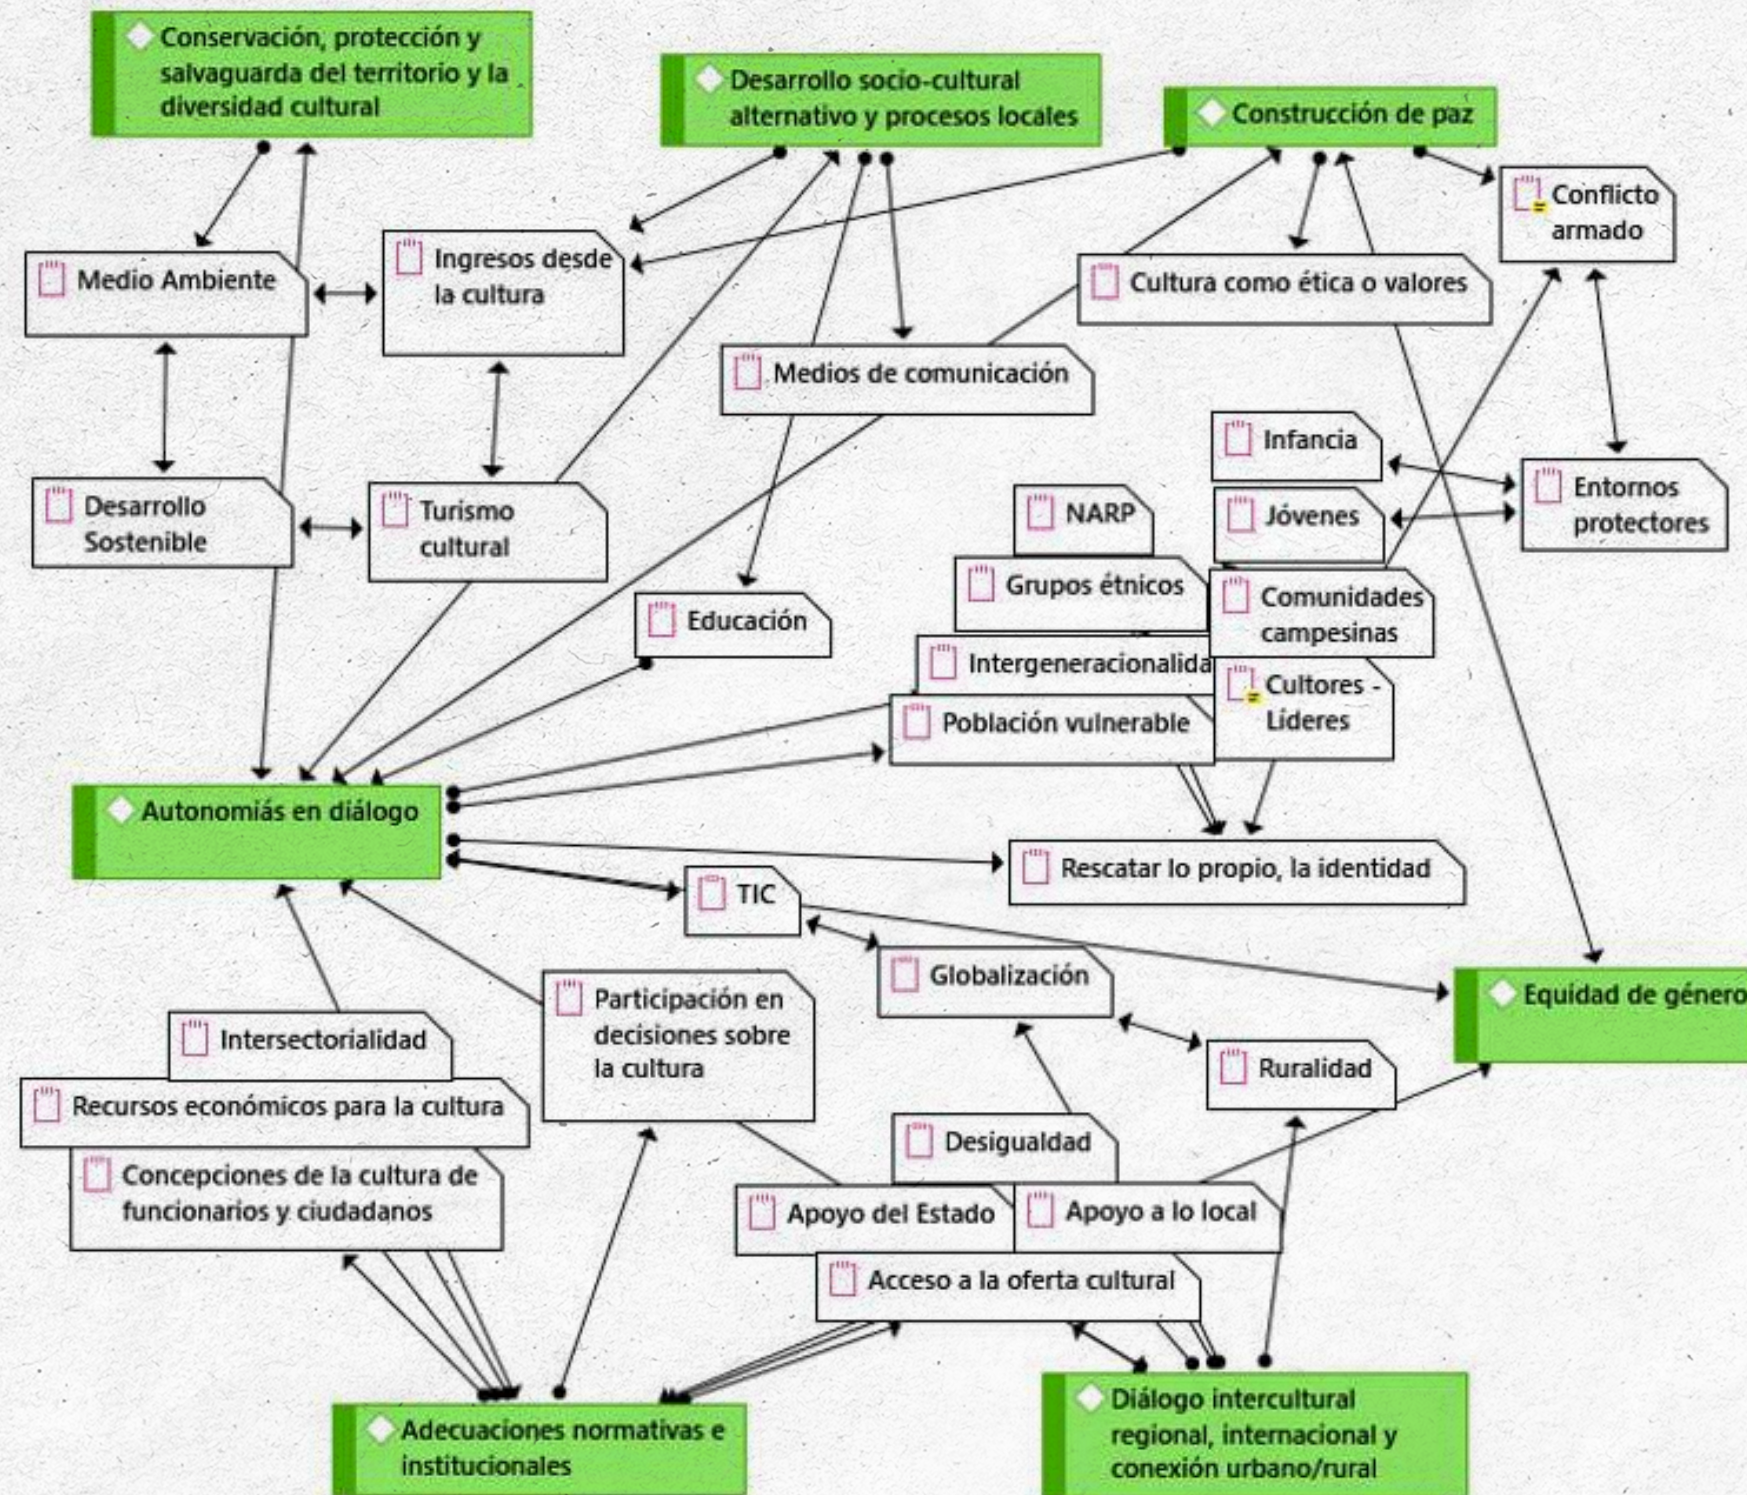 Conservación, protección y
salvaguarda del territorio y la
diversidad cultural
Desarrollo socio-cultural
alternativo y procesos locales
Construcción de paz
Conflicto
armado
Medio Ambiente
Ingresos desde
la cultura
Cultura como ética o valores
Medios de comunicación
Infancia
Desarrollo
Sostenible
Turismo
cultural
NARP
Jóvenes
Entornos
protectores
Grupos étnicos
Comunidades
campesinas
Educación
Intergeneracionalida
Cultores -
Líderes
Población vulnerable
Autonomiás en diálogo
Rescatar lo propio, la identidad
TIC
Globalización
Equidad de género
Participación en
decisiones sobre
la cultura
Intersectorialidad
Ruralidad
Recursos económicos para la cultura
Desigualdad
Concepciones de la cultura de
funcionarios y ciudadanos
Apoyo del Estado
Apoyo a lo local
Acceso a la oferta cultural
Adecuaciones normativas e
institucionales
Diálogo intercultural
regional, internacional y
conexión urbano/rural